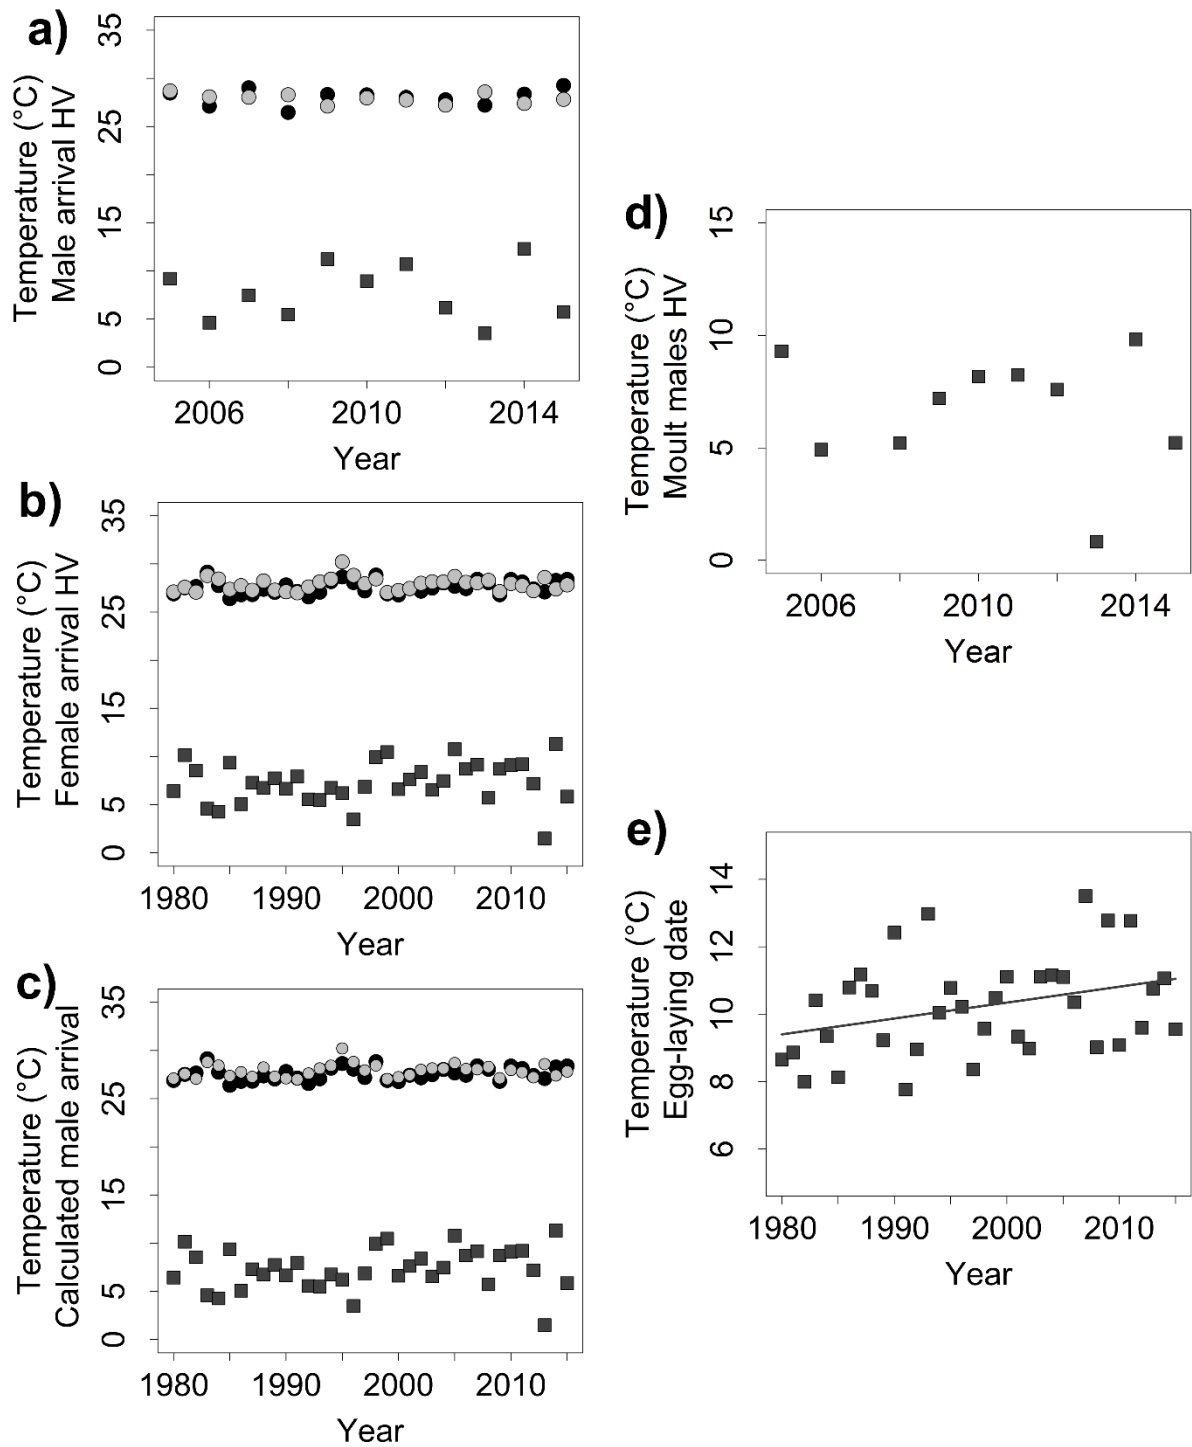 a)
Temperature (°C)
Male arrival HV
35
25
15
5
0
2006 2010 2014
Year
b)
Temperature (°C)
Female arrival HV
35
25
15
5
0
1980 1990 2000 2010
Year
c)
Temperature (°C)
Calculated male arrival
35
25
15
5
0
1980 1990 2000 2010
Year
d)
Temperature (°C)
Moult males HV
15
10
5
0
2006 2010 2014
Year
e)
Temperature (°C)
Egg-laying date
14
12
10
8
6
1980 1990 2000 2010
Year